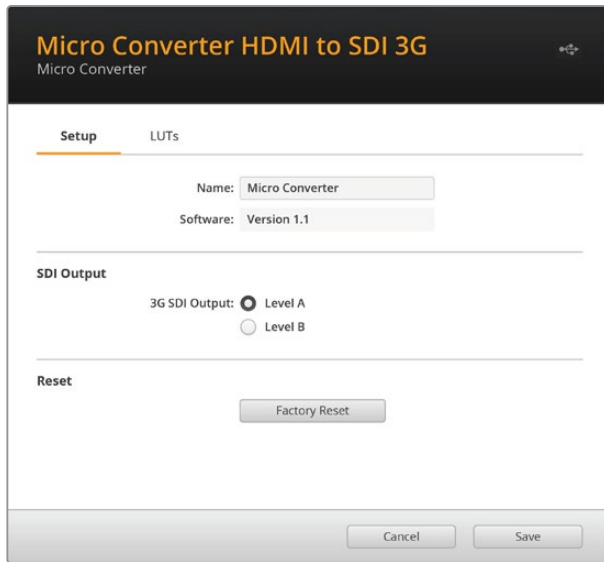 Micro Converter HDMI to SDI 3G
Micro Converter
Setup LUTs
Name: Micro Converter
Software: Version 1.1
SDI Output
3G SDI Output: Level A
Level B
Reset
Factory Reset
Cancel Save